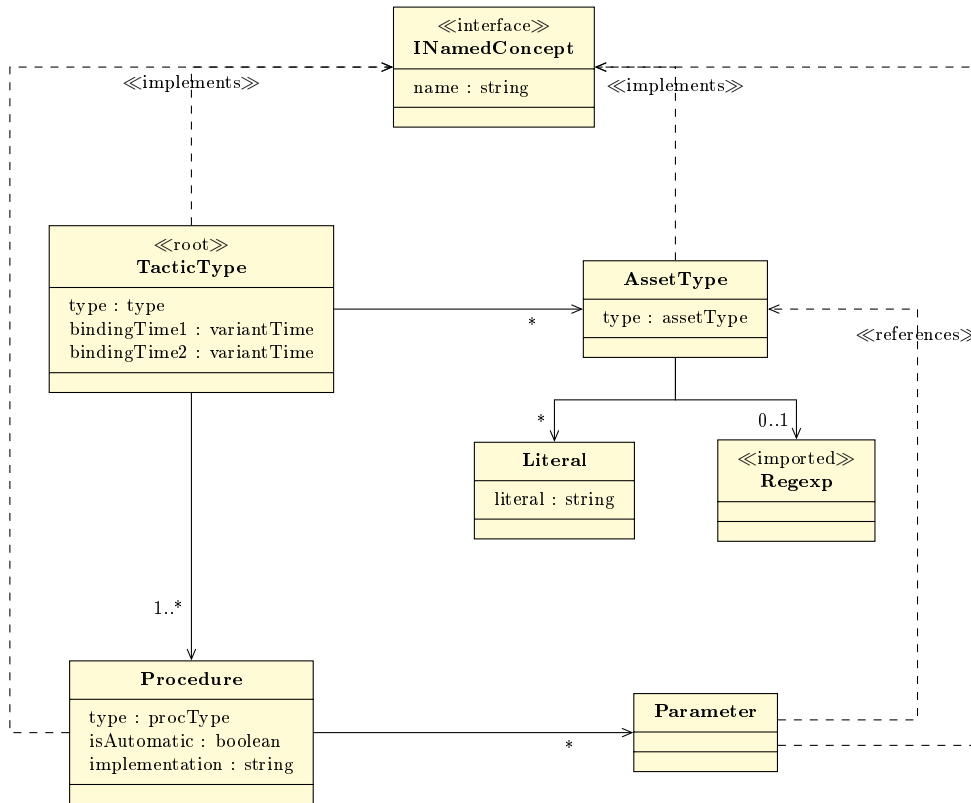 ≪interface≫
INamedConcept
name : string
≪implements≫
≪implements≫
≪root≫
TacticType
type : type
bindingTime1 : variantTime
bindingTime2 : variantTime
*
AssetType
type : assetType
≪references≫
*
0..1
Literal
literal : string
≪imported≫
Regexp
1..*
Procedure
type : procType
isAutomatic : boolean
implementation : string
*
Parameter